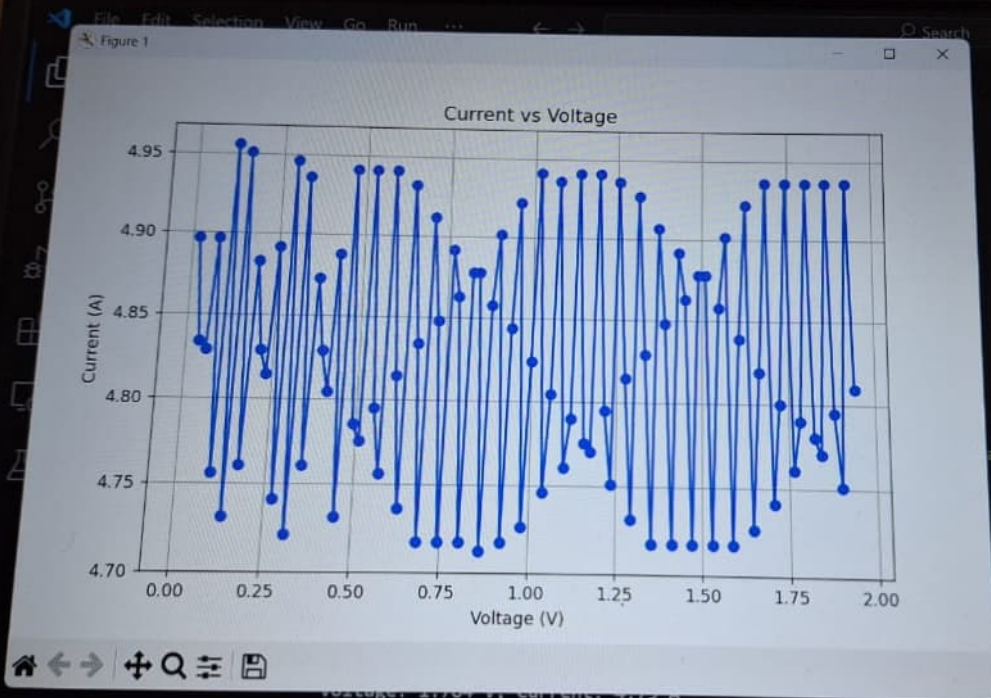 File Edit Selection View Go Run ...
Search
Figure 1
Current vs Voltage
4.95
4.90
4.85
4.80
4.75
4.70
Current (A)
0.00 0.25 0.50 0.75 1.00 1.25 1.50 1.75 2.00
Voltage (V)